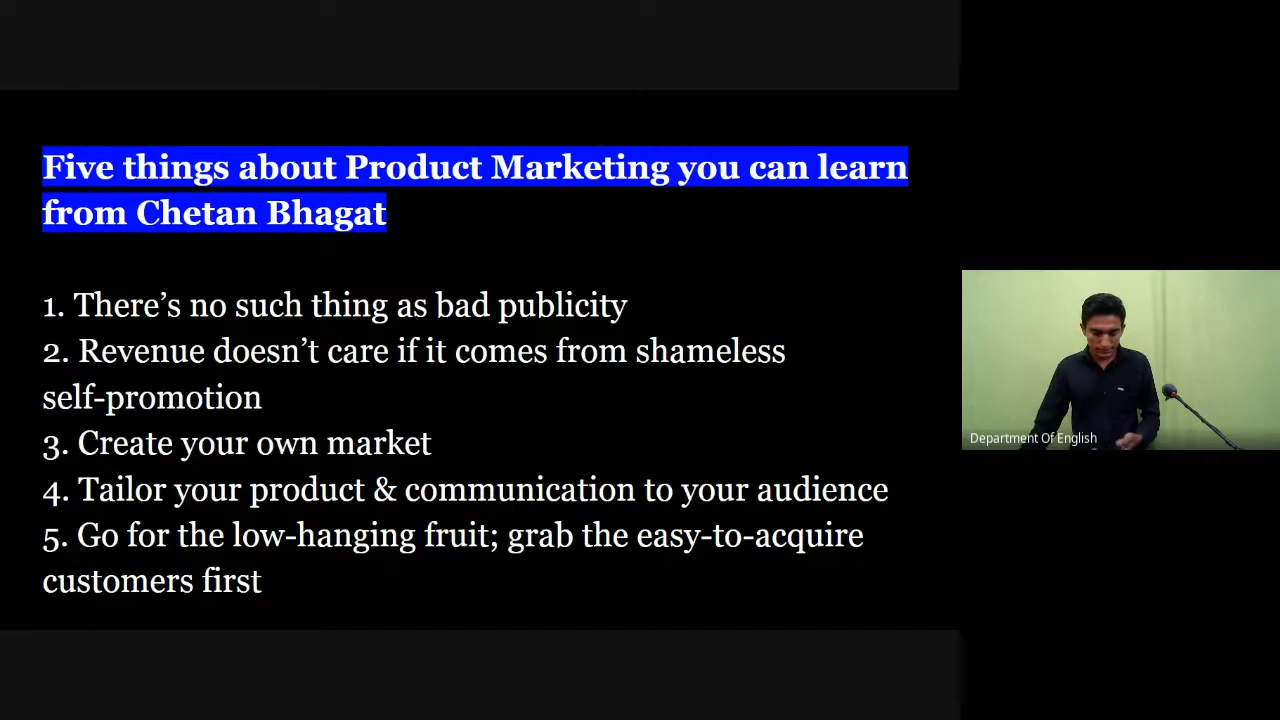 Five things about Product Marketing you can learn
from Chetan Bhagat
1. There’s no such thing as bad publicity
2. Revenue doesn’t care if it comes from shameless
self-promotion
3. Create your own market
4. Tailor your product & communication to your audience
5. Go for the low-hanging fruit; grab the easy-to-acquire
customers first
Department Of English